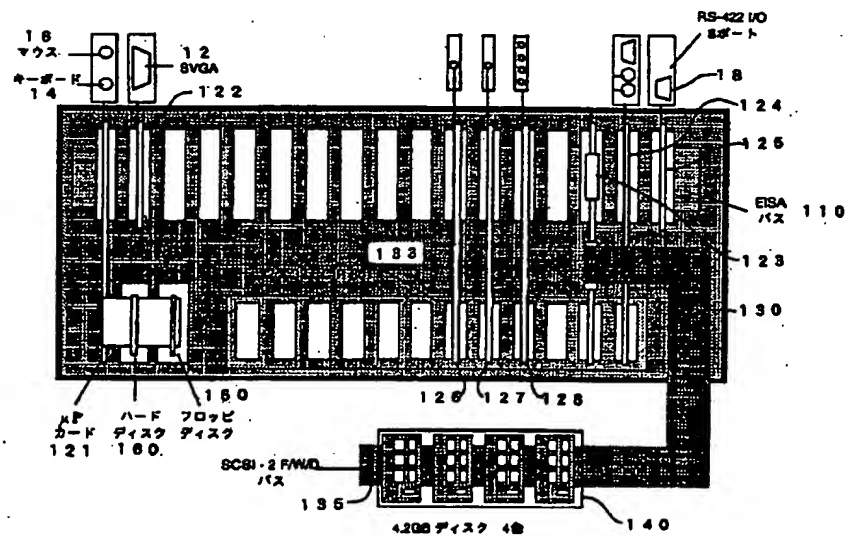 16
マウス
キーボード
14
12
SVGA
122
RS-422 I/O
8ポート
18
124
125
EISA
バス 110
123
130
133
160
126 127 128
μP
カード
121
ハード
ディスク
160.
フロッピ
ディスク
SCSI-2 F/W/D
バス
135
140
4.2GB ディスク 4台